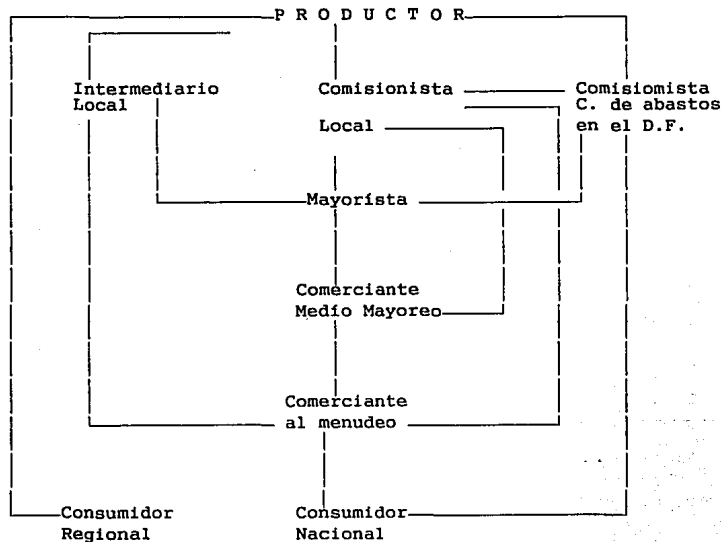 P R O D U C T O R
Intermediario
Local
Comisionista
Local
Comisiomista
C. de abastos
en el D.F.
Mayorista
Comerciante
Medio Mayoreo
Comerciante
al menudeo
Consumidor
Regional
Consumidor
Nacional